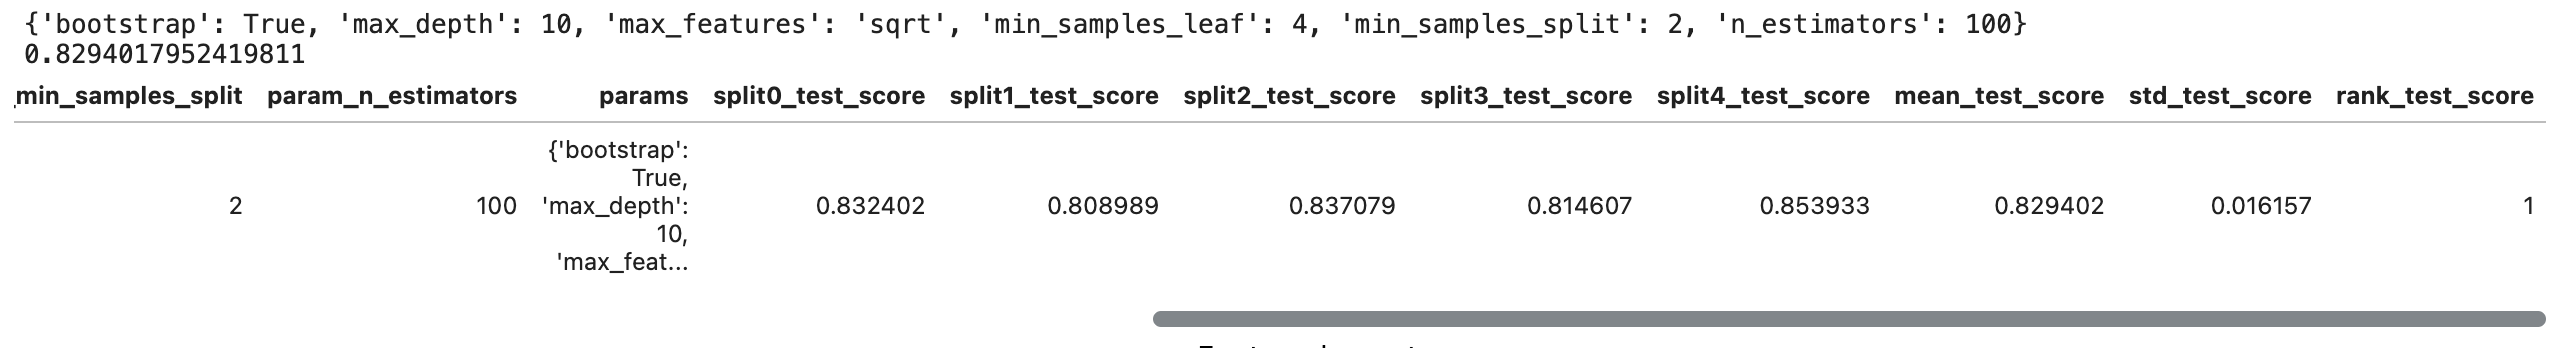 {'bootstrap': True, 'max_depth': 10, 'max_features': 'sqrt', 'min_samples_leaf': 4, 'min_samples_split': 2, 'n_estimators': 100}
0.8294017952419811
min_samples_split param_n_estimators params split0_test_score split1_test_score split2_test_score split3_test_score split4_test_score mean_test_score std_test_score rank_test_score
{'bootstrap':
True,
2 100 'max_depth': 0.832402 0.808989 0.837079 0.814607 0.853933 0.829402 0.016157 1
10,
'max_feat...